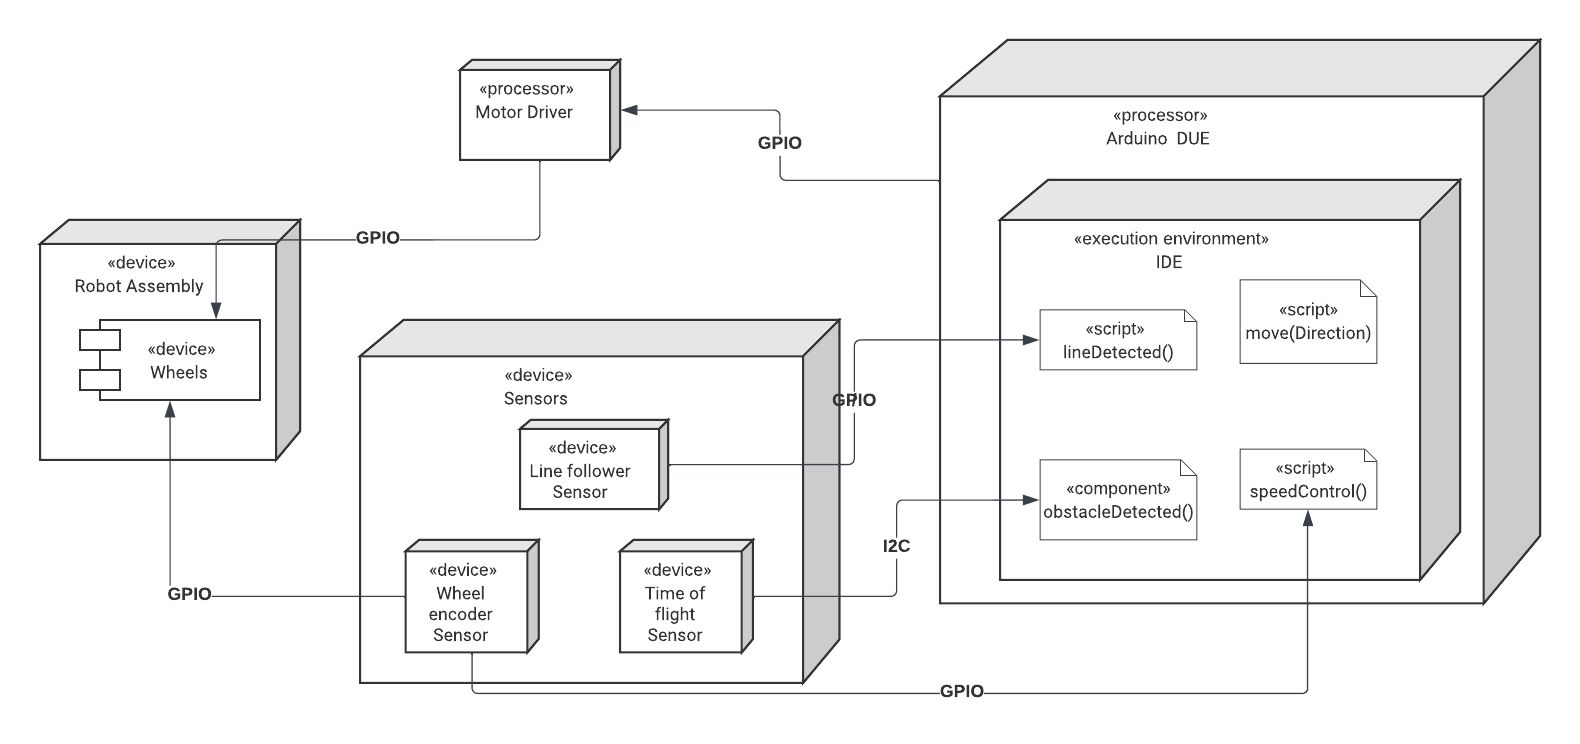 «processor»
Motor Driver
GPIO
«processor»
Arduino DUE
GPIO
«device»
Robot Assembly
«device»
Wheels
GPIO
«device»
Sensors
«device»
Line follower
Sensor
GPIO
«device»
Wheel
encoder
Sensor
«device»
Time of
flight
Sensor
I2C
GPIO
«execution environment»
IDE
«script»
lineDetected()
«script»
move(Direction)
«component»
obstacleDetected()
«script»
speedControl()